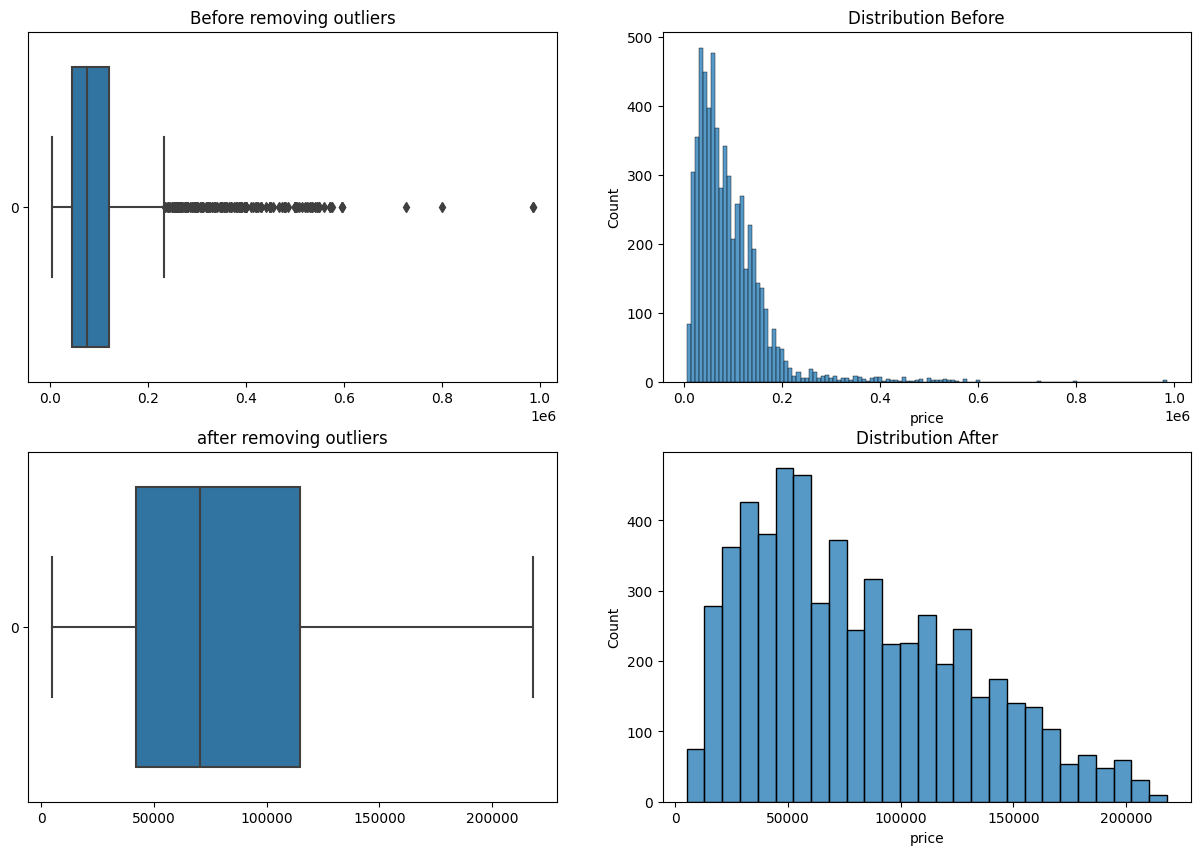 Before removing outliers
0
0.0 0.2 0.4 0.6 0.8 1.0
1e6
Distribution Before
Count
500
400
300
200
100
0
0.0 0.2 0.4 0.6 0.8 1.0
price
1e6
after removing outliers
0
0 50000 100000 150000 200000
Distribution After
Count
400
300
200
100
0
0 50000 100000 150000 200000
price